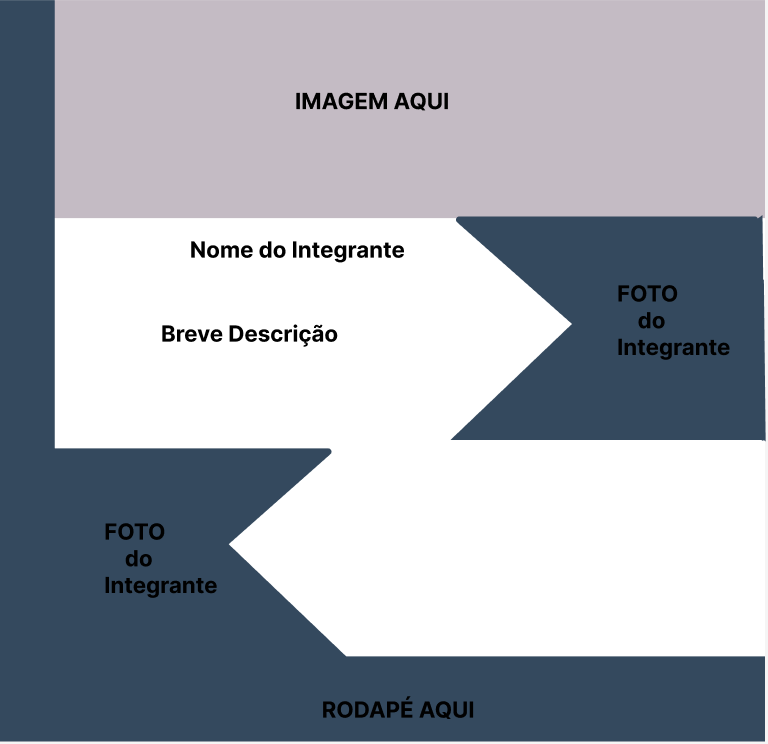 IMAGEM AQUI
Nome do Integrante
Breve Descrição
FOTO
do
Integrante
FOTO
do
Integrante
RODAPÉ AQUI